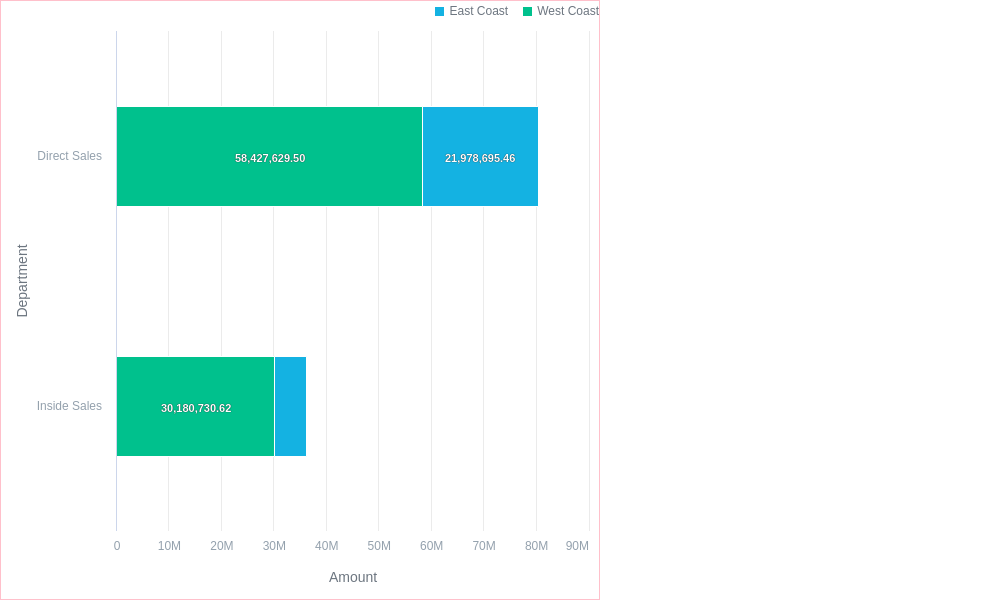 East Coast West Coast
Direct Sales
58,427,629.50 21,978,695.46
Department
Inside Sales
30,180,730.62
0 10M 20M 30M 40M 50M 60M 70M 80M 90M
Amount